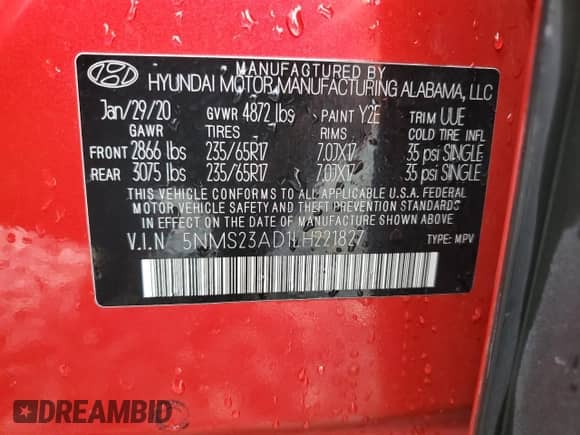 MANUFACTURED BY
HYUNDAI MOTOR MANUFACTURING ALABAMA, LLC
Jan/29/20 GVWR 4872 lbs PAINT Y2E TRIM UUE
GAWR TIRES RIMS COLD TIRE INFL
FRONT 2866 lbs 235/65R17 7.0JX17 35 psi SINGLE
REAR 3075 lbs 235/65R17 7.0JX17 35 psi SINGLE
THIS VEHICLE CONFORMS TO ALL APPLICABLE U.S.A. FEDERAL
MOTOR VEHICLE SAFETY AND THEFT PREVENTION STANDARDS
IN EFFECT ON THE DATE OF MANUFACTURE SHOWN ABOVE.
V.I.N 5NMS23AD1LH221827 TYPE: MPV
DREAMBID